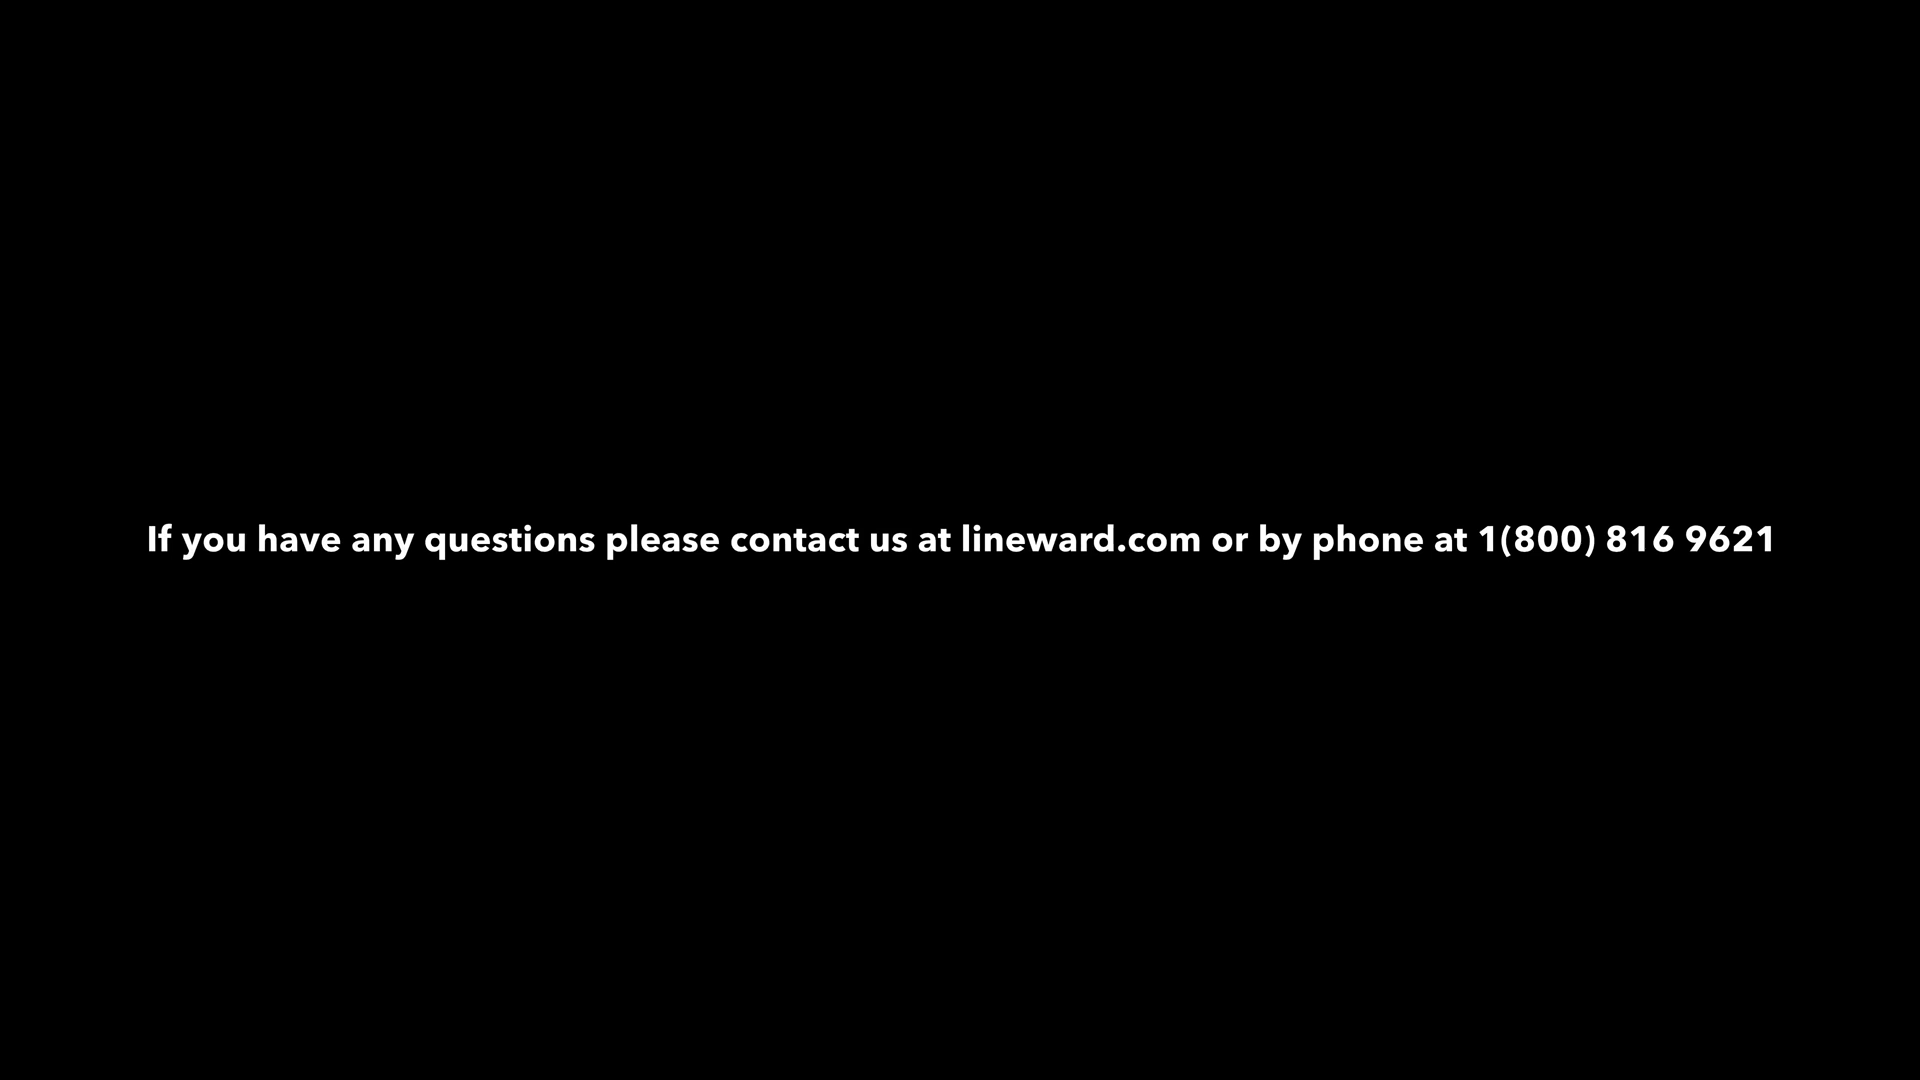 If you have any questions please contact us at lineward.com or by phone at 1(800) 816 9621